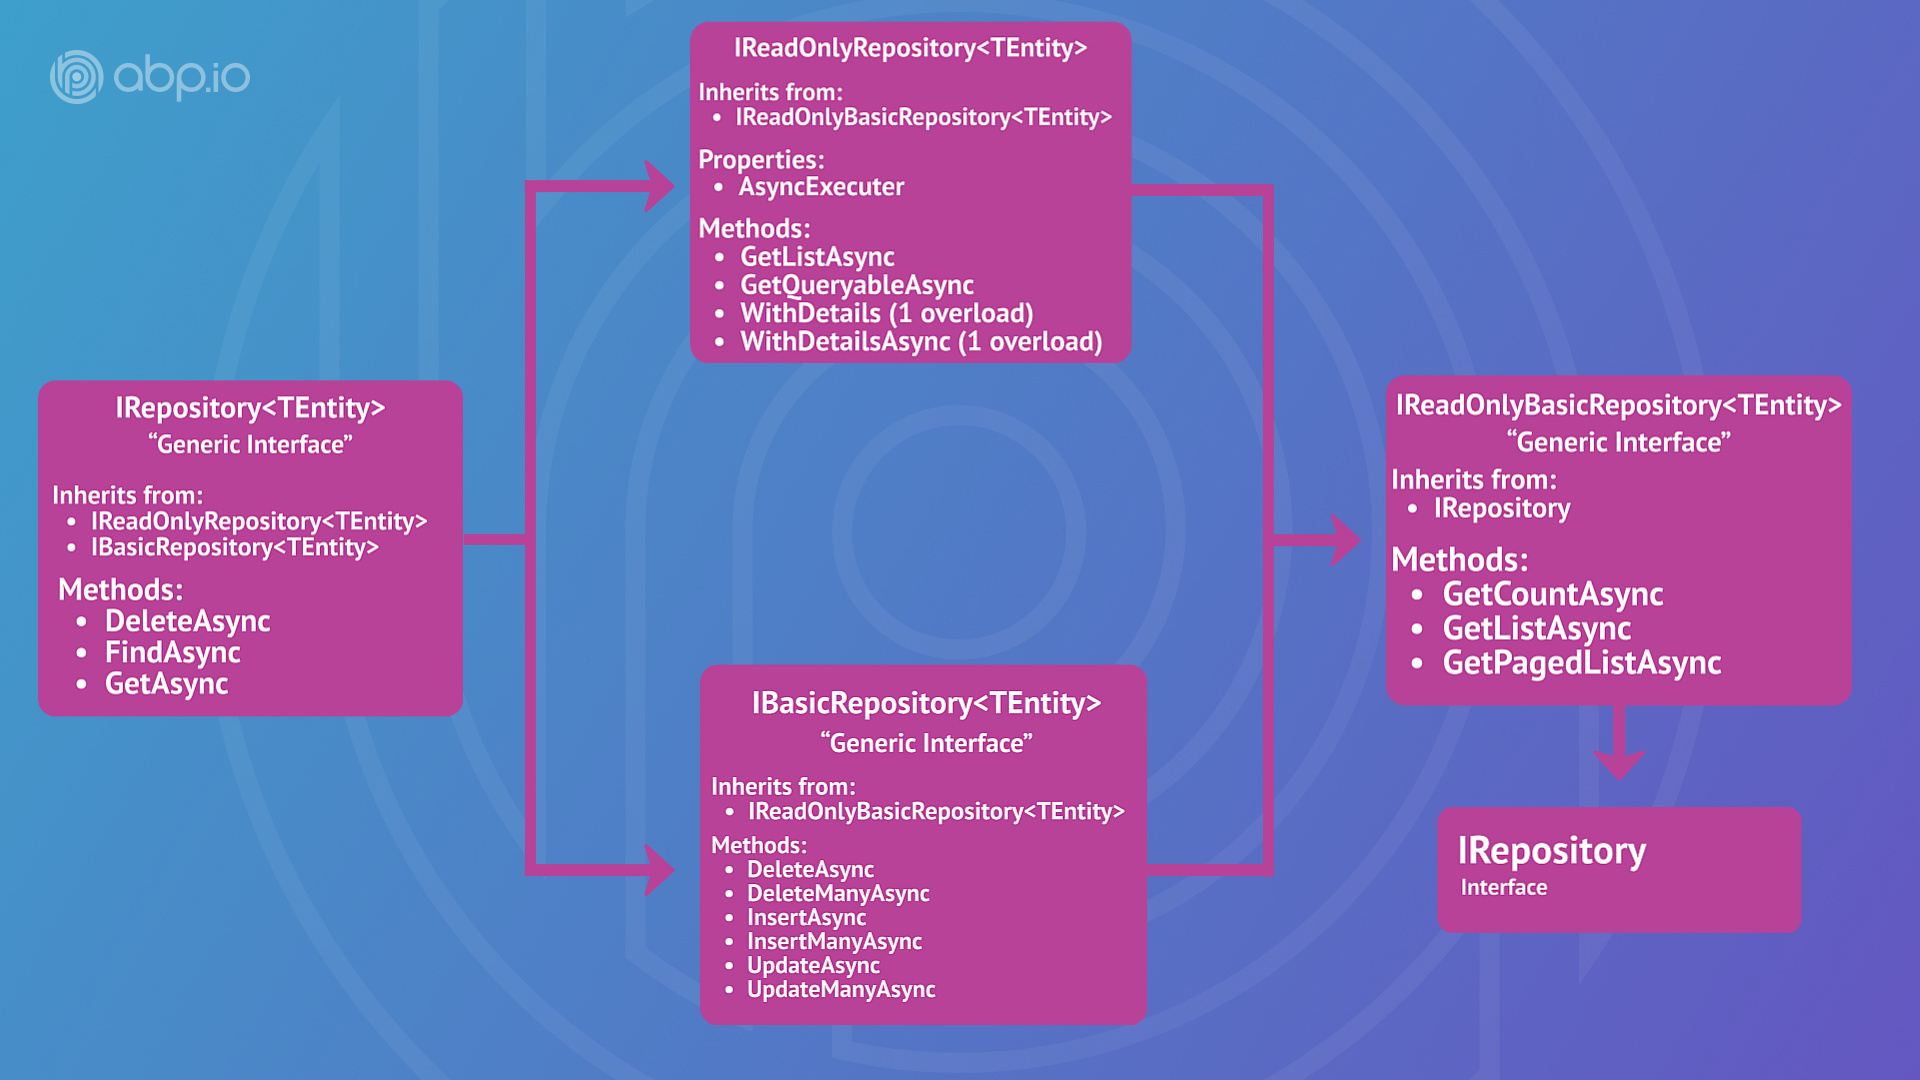 abp.io
IReadOnlyRepository<TEntity>
Inherits from:
• IReadOnlyBasicRepository<TEntity>
Properties:
• AsyncExecuter
Methods:
• GetListAsync
• GetQueryableAsync
• WithDetails (1 overload)
• WithDetailsAsync (1 overload)
IRepository<TEntity>
“Generic Interface”
Inherits from:
• IReadOnlyRepository<TEntity>
• IBasicRepository<TEntity>
Methods:
• DeleteAsync
• FindAsync
• GetAsync
IBasicRepository<TEntity>
“Generic Interface”
Inherits from:
• IReadOnlyBasicRepository<TEntity>
Methods:
• DeleteAsync
• DeleteManyAsync
• InsertAsync
• InsertManyAsync
• UpdateAsync
• UpdateManyAsync
IReadOnlyBasicRepository<TEntity>
“Generic Interface”
Inherits from:
• IRepository
Methods:
• GetCountAsync
• GetListAsync
• GetPagedListAsync
IRepository
Interface